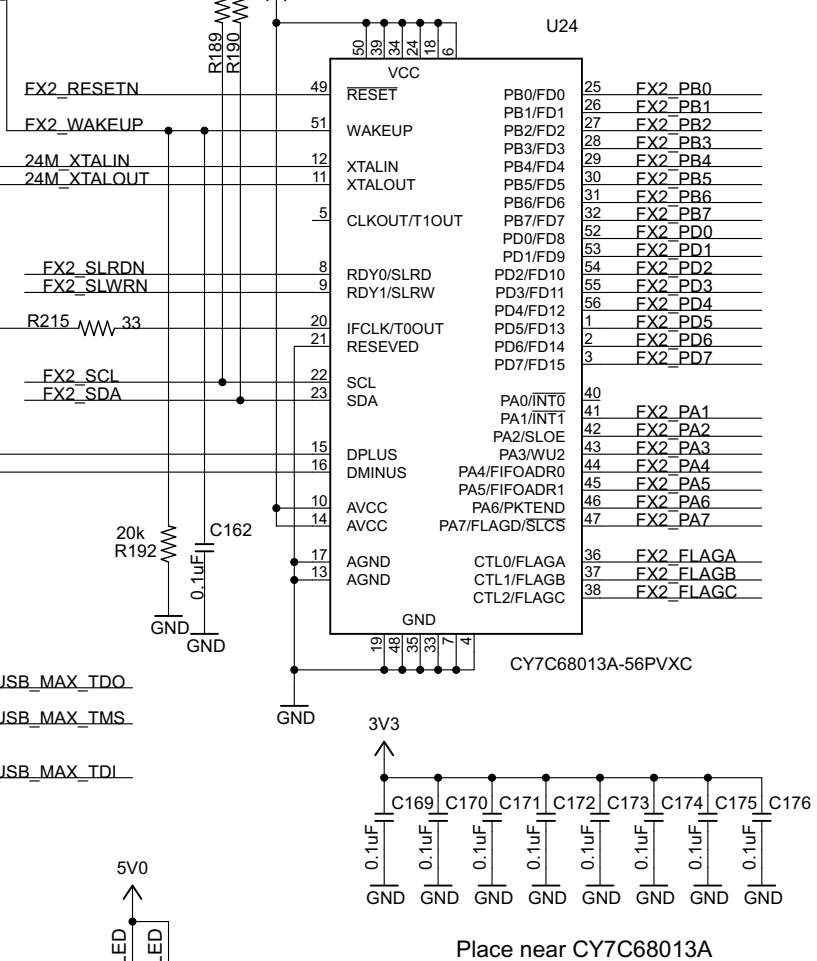 U24
R189
R190
50 39 34 24 18 6
VCC
FX2_RESETN 49 RESET
FX2_WAKEUP 51 WAKEUP
24M_XTALIN 12 XTALIN
24M_XTALOUT 11 XTALOUT
5 CLKOUT/T1OUT
FX2_SLRDN 8 RDY0/SLRD
FX2_SLWRN 9 RDY1/SLRW
R215 33 20 IFCLK/T0OUT
21 RESEVED
FX2_SCL 22 SCL
FX2_SDA 23 SDA
15 DPLUS
16 DMINUS
10 AVCC
14 AVCC
17 AGND
13 AGND
PB0/FD0 25 FX2_PB0
PB1/FD1 26 FX2_PB1
PB2/FD2 27 FX2_PB2
PB3/FD3 28 FX2_PB3
PB4/FD4 29 FX2_PB4
PB5/FD5 30 FX2_PB5
PB6/FD6 31 FX2_PB6
PB7/FD7 32 FX2_PB7
PD0/FD8 52 FX2_PD0
PD1/FD9 53 FX2_PD1
PD2/FD10 54 FX2_PD2
PD3/FD11 55 FX2_PD3
PD4/FD12 56 FX2_PD4
PD5/FD13 1 FX2_PD5
PD6/FD14 2 FX2_PD6
PD7/FD15 3 FX2_PD7
PA0/INT0 40
PA1/INT1 41 FX2_PA1
PA2/SLOE 42 FX2_PA2
PA3/WU2 43 FX2_PA3
PA4/FIFOADR0 44 FX2_PA4
PA5/FIFOADR1 45 FX2_PA5
PA6/PKTEND 46 FX2_PA6
PA7/FLAGD/SLCS 47 FX2_PA7
CTL0/FLAGA 36 FX2_FLAGA
CTL1/FLAGB 37 FX2_FLAGB
CTL2/FLAGC 38 FX2_FLAGC
GND
19 48 35 33 7 4
CY7C68013A-56PVXC
20k
R192
C162
0.1uF
GND
GND
GND
USB_MAX_TDO
USB_MAX_TMS
USB_MAX_TDI
3V3
C169 C170 C171 C172 C173 C174 C175 C176
0.1uF 0.1uF 0.1uF 0.1uF 0.1uF 0.1uF 0.1uF 0.1uF
GND GND GND GND GND GND GND GND
5V0
LED
LED
Place near CY7C68013A